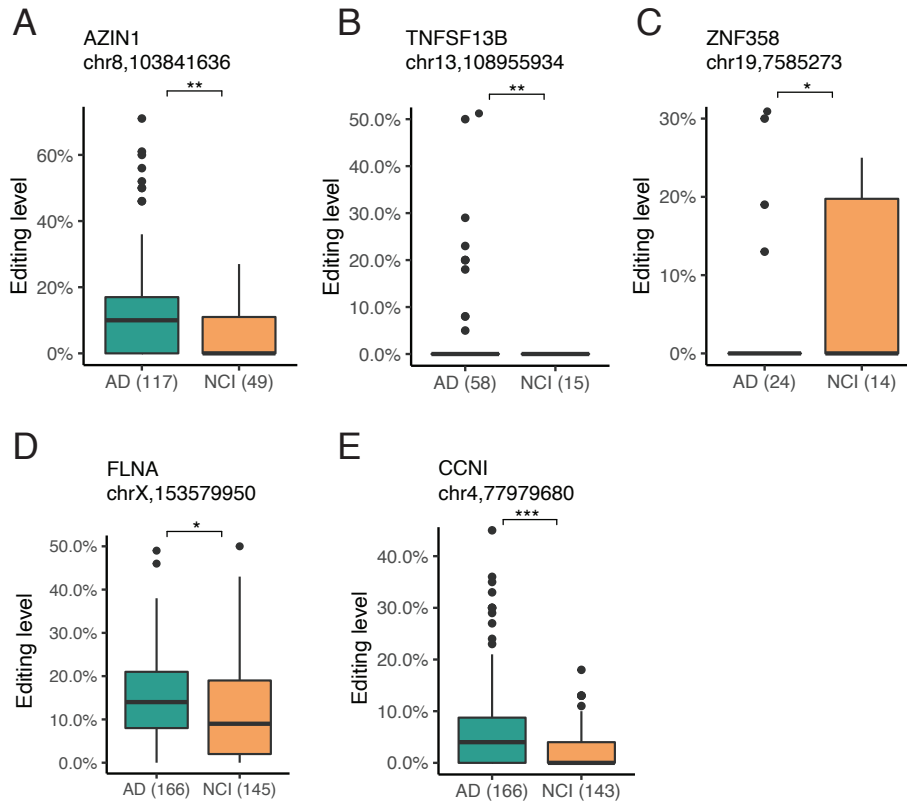 A
AZIN1
chr8,103841636
**
Editing level
60%
40%
20%
0%
AD (117)
NCI (49)
B
TNFSF13B
chr13,108955934
**
Editing level
50.0%
40.0%
30.0%
20.0%
10.0%
0.0%
AD (58)
NCI (15)
C
ZNF358
chr19,7585273
*
Editing level
30%
20%
10%
0%
AD (24)
NCI (14)
D
FLNA
chrX,153579950
*
Editing level
50.0%
40.0%
30.0%
20.0%
10.0%
0.0%
AD (166)
NCI (145)
E
CCNI
chr4,77979680
***
Editing level
40.0%
20.0%
10.0%
0.0%
30.0%
AD (166)
NCI (143)